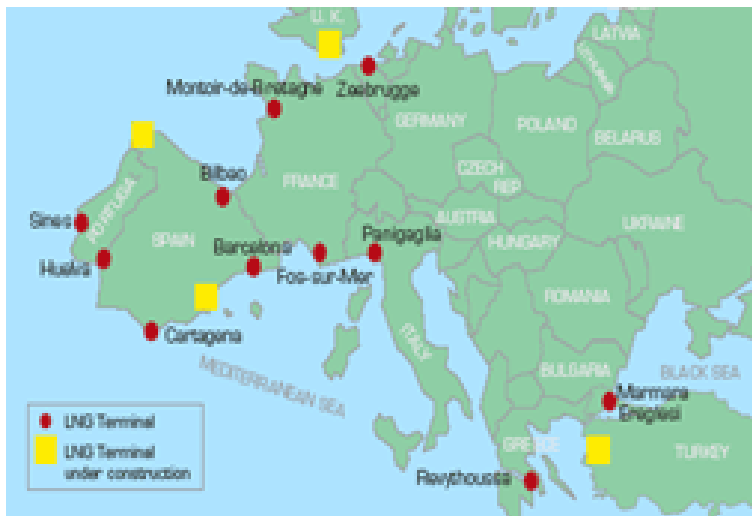 U. K.
LATVIA
LITHUANIA
Montoir-de-Bretagne
Zeebrugge
GERMANY
POLAND
BELARUS
Bilbao
FRANCE
CZECH
REP
PORTUGAL
Sines
SPAIN
AUSTRIA
UKRAINE
Huelva
Barcelona
Panigaglia
HUNGARY
Fos-sur-Mer
ROMANIA
Cartagena
ITALY
MEDITERRANEAN SEA
BULGARIA
BLACK SEA
Marmara
Ereglesi
LNG Terminal
LNG Terminal
under construction
GREECE
TURKEY
Revythoussa